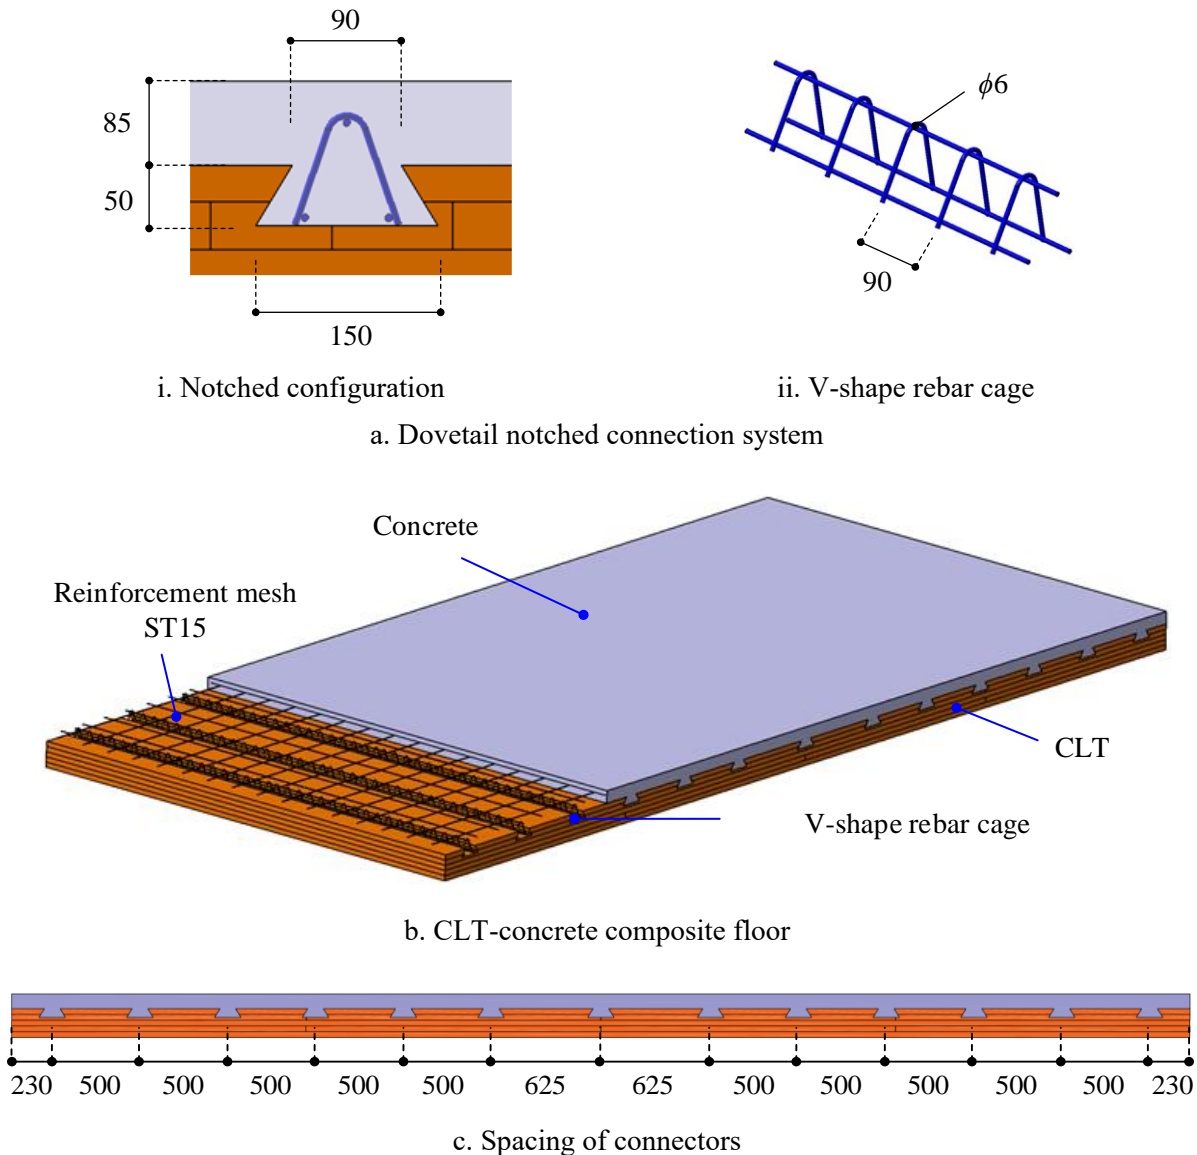 90
85
50
150
ϕ6
90
i. Notched configuration
ii. V-shape rebar cage
a. Dovetail notched connection system
Concrete
Reinforcement mesh
ST15
CLT
V-shape rebar cage
b. CLT-concrete composite floor
230 500 500 500 500 500 625 625 500 500 500 500 500 230
c. Spacing of connectors